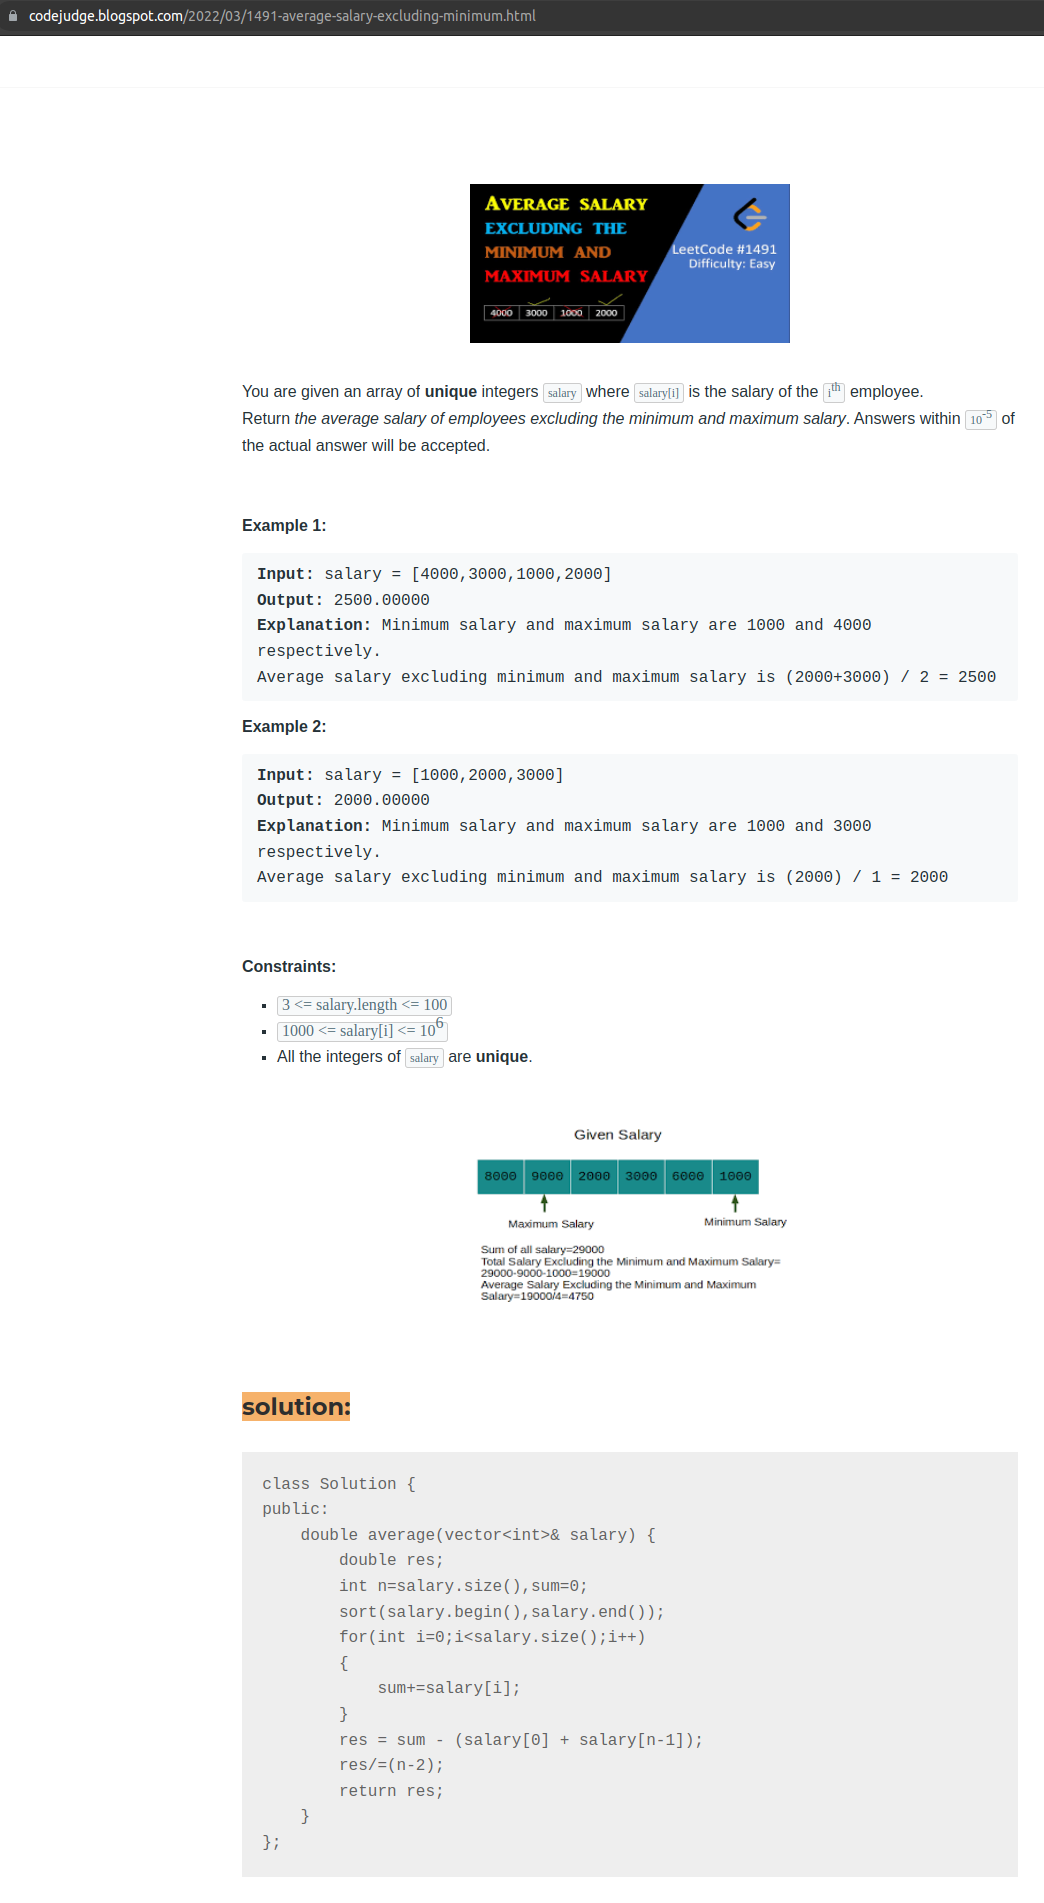 codejudge.blogspot.com/2022/03/1491-average-salary-excluding-minimum.html
AVERAGE SALARY
EXCLUDING THE
MINIMUM AND
MAXIMUM SALARY
LeetCode #1491
Difficulty: Easy
4000 3000 1000 2000
You are given an array of unique integers salary where salary[i] is the salary of the ith employee.
Return the average salary of employees excluding the minimum and maximum salary. Answers within 10-5 of
the actual answer will be accepted.
Example 1:
Input: salary = [4000,3000,1000,2000]
Output: 2500.00000
Explanation: Minimum salary and maximum salary are 1000 and 4000
respectively.
Average salary excluding minimum and maximum salary is (2000+3000) / 2 = 2500
Example 2:
Input: salary = [1000,2000,3000]
Output: 2000.00000
Explanation: Minimum salary and maximum salary are 1000 and 3000
respectively.
Average salary excluding minimum and maximum salary is (2000) / 1 = 2000
Constraints:
3 <= salary.length <= 100
1000 <= salary[i] <= 106
All the integers of salary are unique.
Given Salary
8000 9000 2000 3000 6000 1000
Maximum Salary Minimum Salary
Sum of all salary=29000
Total Salary Excluding the Minimum and Maximum Salary=
29000-9000-1000=19000
Average Salary Excluding the Minimum and Maximum
Salary=19000/4=4750
solution:
class Solution {
public:
    double average(vector<int>& salary) {
        double res;
        int n=salary.size(),sum=0;
        sort(salary.begin(),salary.end());
        for(int i=0;i<salary.size();i++)
        {
            sum+=salary[i];
        }
        res = sum - (salary[0] + salary[n-1]);
        res/=(n-2);
        return res;
    }
};